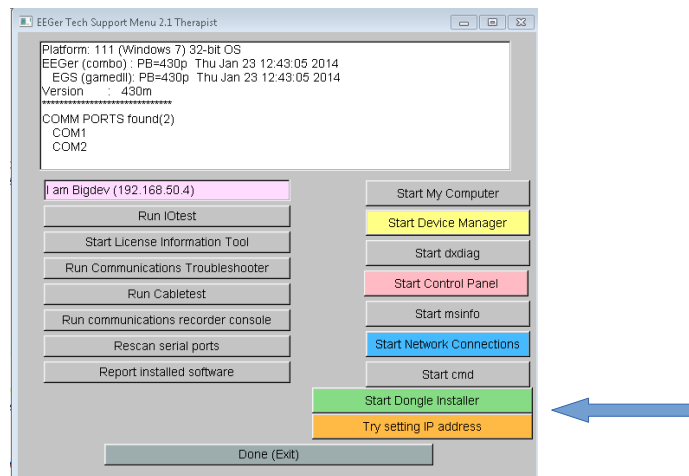 EEGer Tech Support Menu 2.1 Therapist
Platform: 111 (Windows 7) 32-bit OS
EEGer (combo) : PB=430p  Thu Jan 23 12:43:05 2014
EGS (gamedll): PB=430p  Thu Jan 23 12:43:05 2014
Version      :  430m
*****************************
COMM PORTS found(2)
COM1
COM2
I am Bigdev (192.168.50.4)
Run IOtest
Start License Information Tool
Run Communications Troubleshooter
Run Cabletest
Run communications recorder console
Rescan serial ports
Report installed software
Start My Computer
Start Device Manager
Start dxdiag
Start Control Panel
Start msinfo
Start Network Connections
Start cmd
Start Dongle Installer
Try setting IP address
Done (Exit)